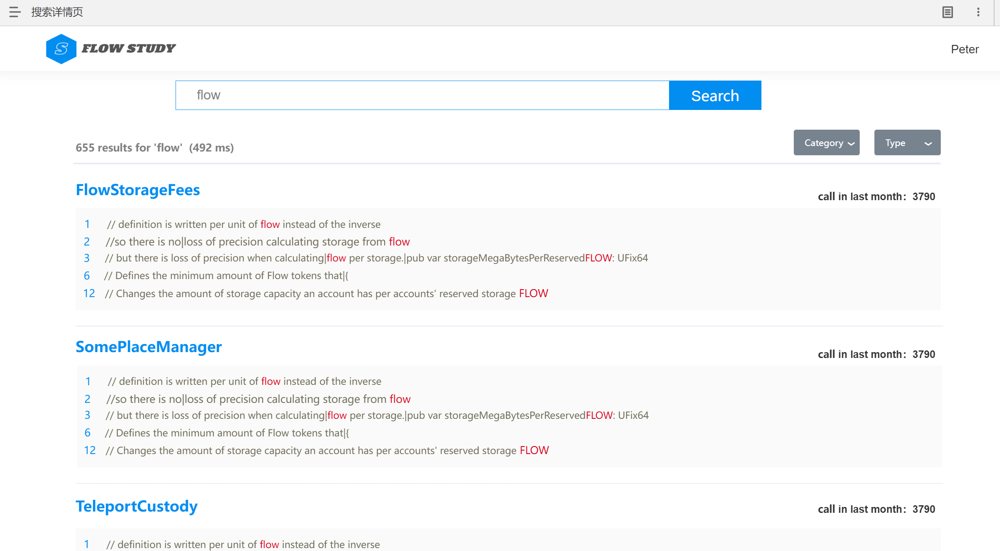 搜索详情页
S FLOW STUDY
Peter
flow
Search
655 results for 'flow' (492 ms)
Category
Type
FlowStorageFees
call in last month： 3790
1 // definition is written per unit of flow instead of the inverse
2 //so there is no|loss of precision calculating storage from flow
3 // but there is loss of precision when calculating|flow per storage.|pub var storageMegaBytesPerReservedFLOW: UFix64
6 // Defines the minimum amount of Flow tokens that|{
12 // Changes the amount of storage capacity an account has per accounts' reserved storage FLOW
SomePlaceManager
call in last month： 3790
1 // definition is written per unit of flow instead of the inverse
2 //so there is no|loss of precision calculating storage from flow
3 // but there is loss of precision when calculating|flow per storage.|pub var storageMegaBytesPerReservedFLOW: UFix64
6 // Defines the minimum amount of Flow tokens that|{
12 // Changes the amount of storage capacity an account has per accounts' reserved storage FLOW
TeleportCustody
call in last month： 3790
1 // definition is written per unit of flow instead of the inverse